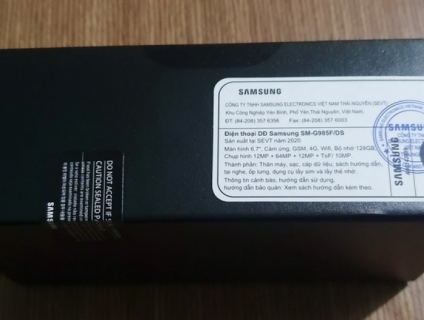 SAMSUNG
CÔNG TY TNHH SAMSUNG ELECTRONICS VIỆT NAM THÁI NGUYÊN (SEVT)
Khu Công Nghiệp Yên Bình, Phổ Yên, Thái Nguyên, Việt Nam.
ĐT: (84-208) 357 6398 Fax: (84-208) 357 6003
Điện thoại DĐ Samsung SM-G985F/DS
Sản xuất tại SEVT năm 2020
Màn hình 6.7", Cảm ứng, GSM, 4G, Wifi, Bộ nhớ 128GB
Chụp hình 12MP + 64MP + 12MP + ToF/ 10MP
Thành phần: Thân máy, sạc, cáp dữ liệu, sách hướng dẫn,
tai nghe, ốp lưng, dụng cụ lấy sim và lấy thẻ nhớ.
Thông tin cảnh báo, hướng dẫn sử dụng,
hướng dẫn bảo quản: Xem sách hướng dẫn kèm theo.
SAMSUNG
SAMSUNG
DO NOT ACCEPT IF
CAUTION SEALED
SAMS